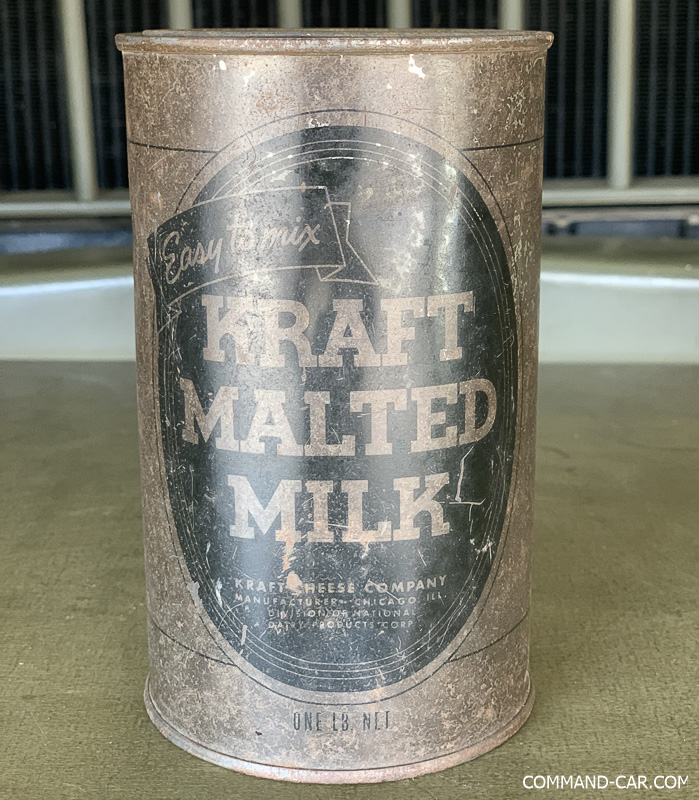 Easy to mix
KRAFT
MALTED
MILK
KRAFT CHEESE COMPANY
MANUFACTURER - CHICAGO, ILL.
DIVISION OF NATIONAL
DAIRY PRODUCTS CORP.
ONE LB. NET
COMMAND-CAR.COM